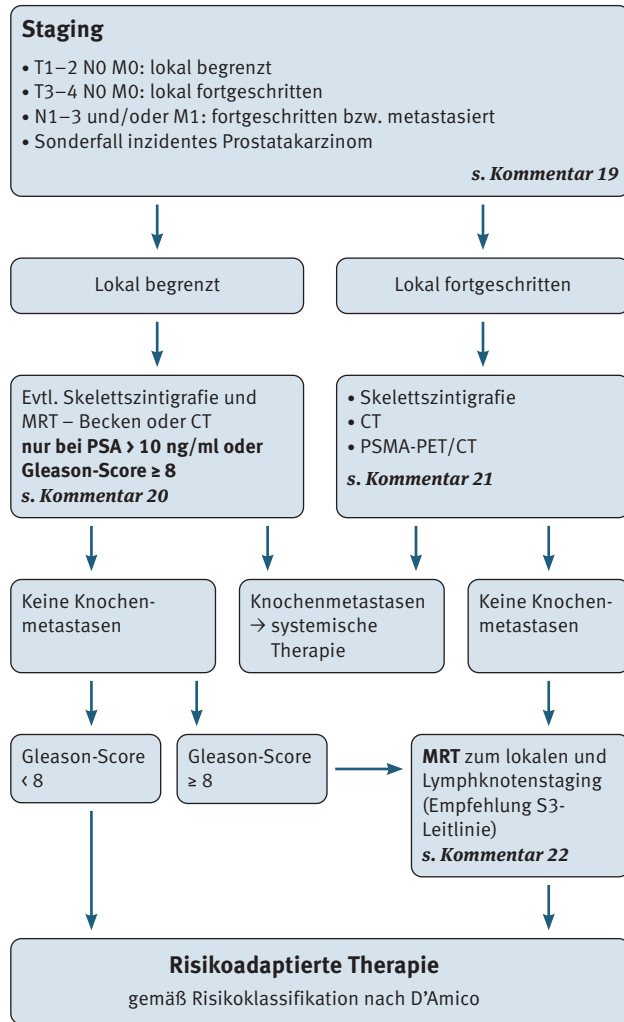 Staging
• T1–2 N0 M0: lokal begrenzt
• T3–4 N0 M0: lokal fortgeschritten
• N1–3 und/oder M1: fortgeschritten bzw. metastasiert
• Sonderfall inzidentes Prostatakarzinom
s. Kommentar 19
Lokal begrenzt
Lokal fortgeschritten
Evtl. Skelettszintigrafie und
MRT – Becken oder CT
nur bei PSA > 10 ng/ml oder
Gleason-Score ≥ 8
s. Kommentar 20
• Skelettszintigrafie
• CT
• PSMA-PET/CT
s. Kommentar 21
Keine Knochen-
metastasen
Knochenmetastasen
→ systemische
Therapie
Keine Knochen-
metastasen
Gleason-Score
< 8
Gleason-Score
≥ 8
MRT zum lokalen und
Lymphknotenstaging
(Empfehlung S3-
Leitlinie)
s. Kommentar 22
Risikoadaptierte Therapie
gemäß Risikoklassifikation nach D’Amico